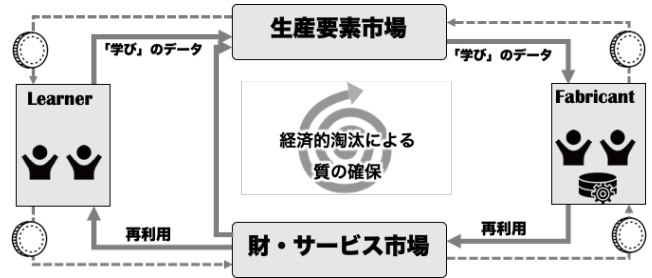 生産要素市場
「学び」のデータ
「学び」のデータ
Learner
Fabricant
経済的淘汰による
質の確保
再利用
再利用
財・サービス市場